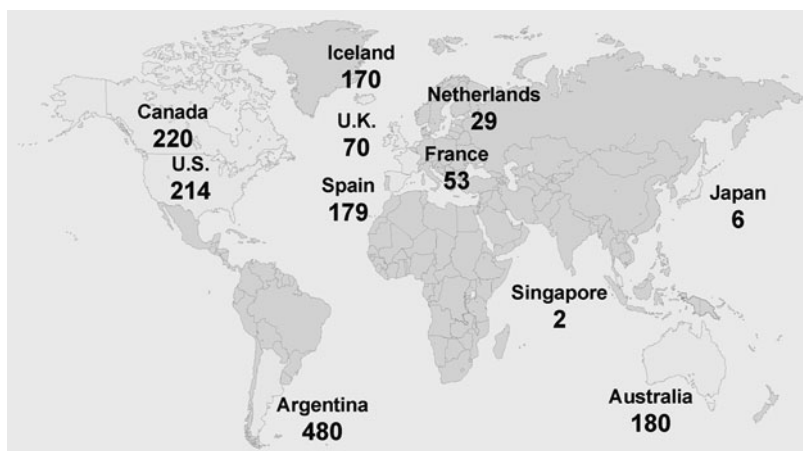 Iceland
170
Netherlands
29
Canada
220
U.K.
70
U.S.
214
France
53
Spain
179
Japan
6
Singapore
2
Argentina
480
Australia
180